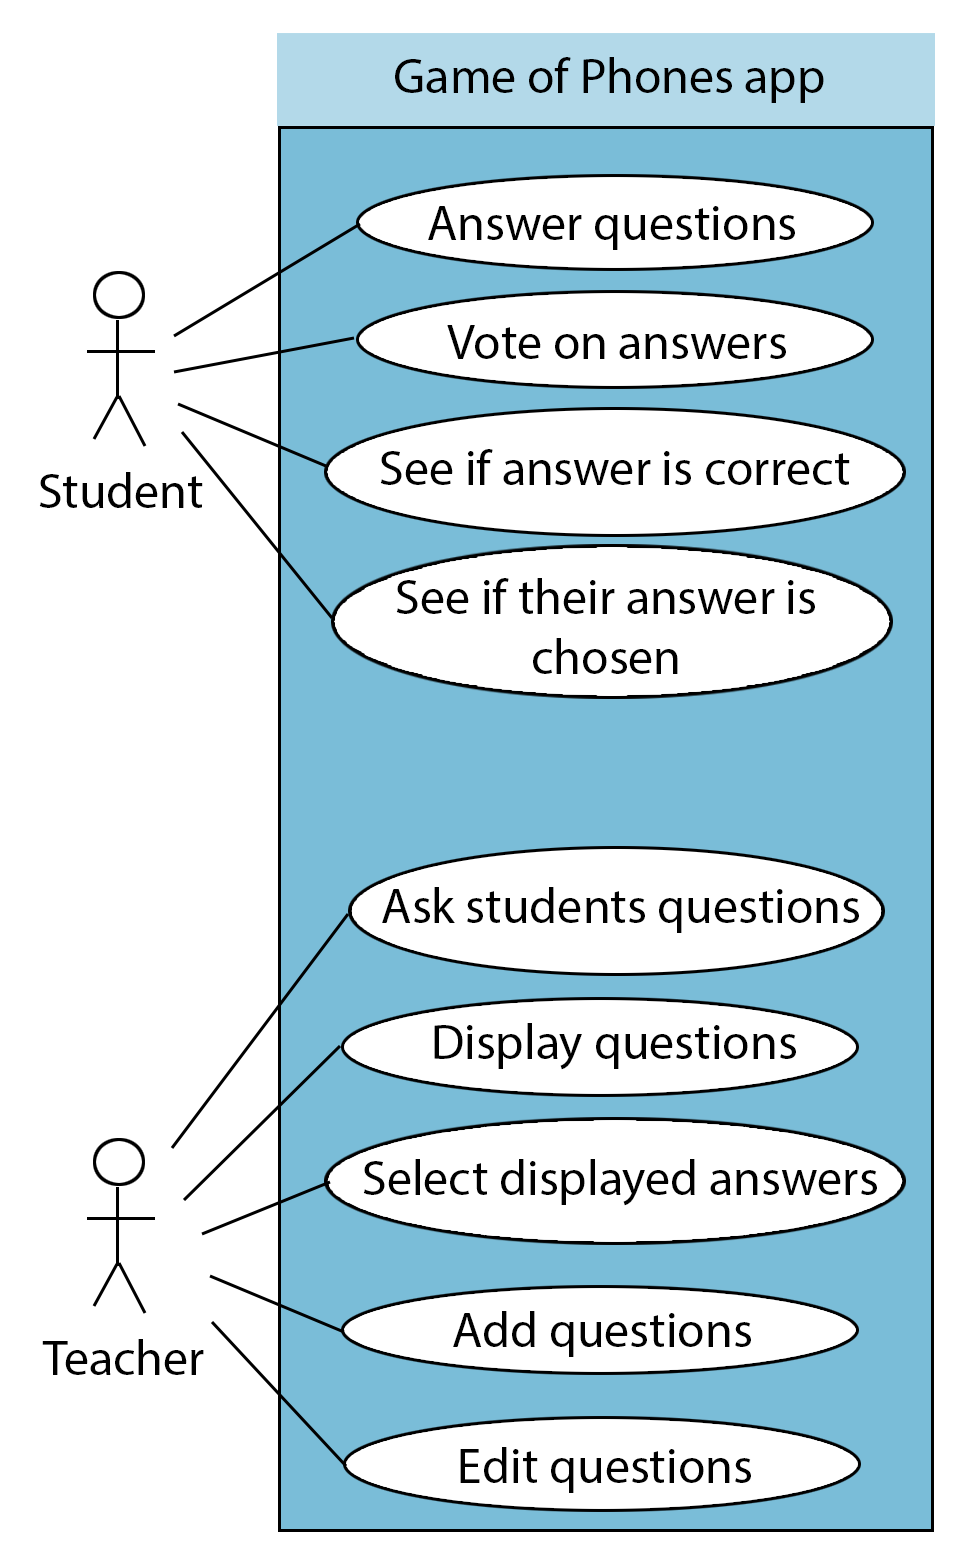 Game of Phones app
Answer questions
Vote on answers
See if answer is correct
Student
See if their answer is
chosen
Ask students questions
Display questions
Select displayed answers
Add questions
Teacher
Edit questions